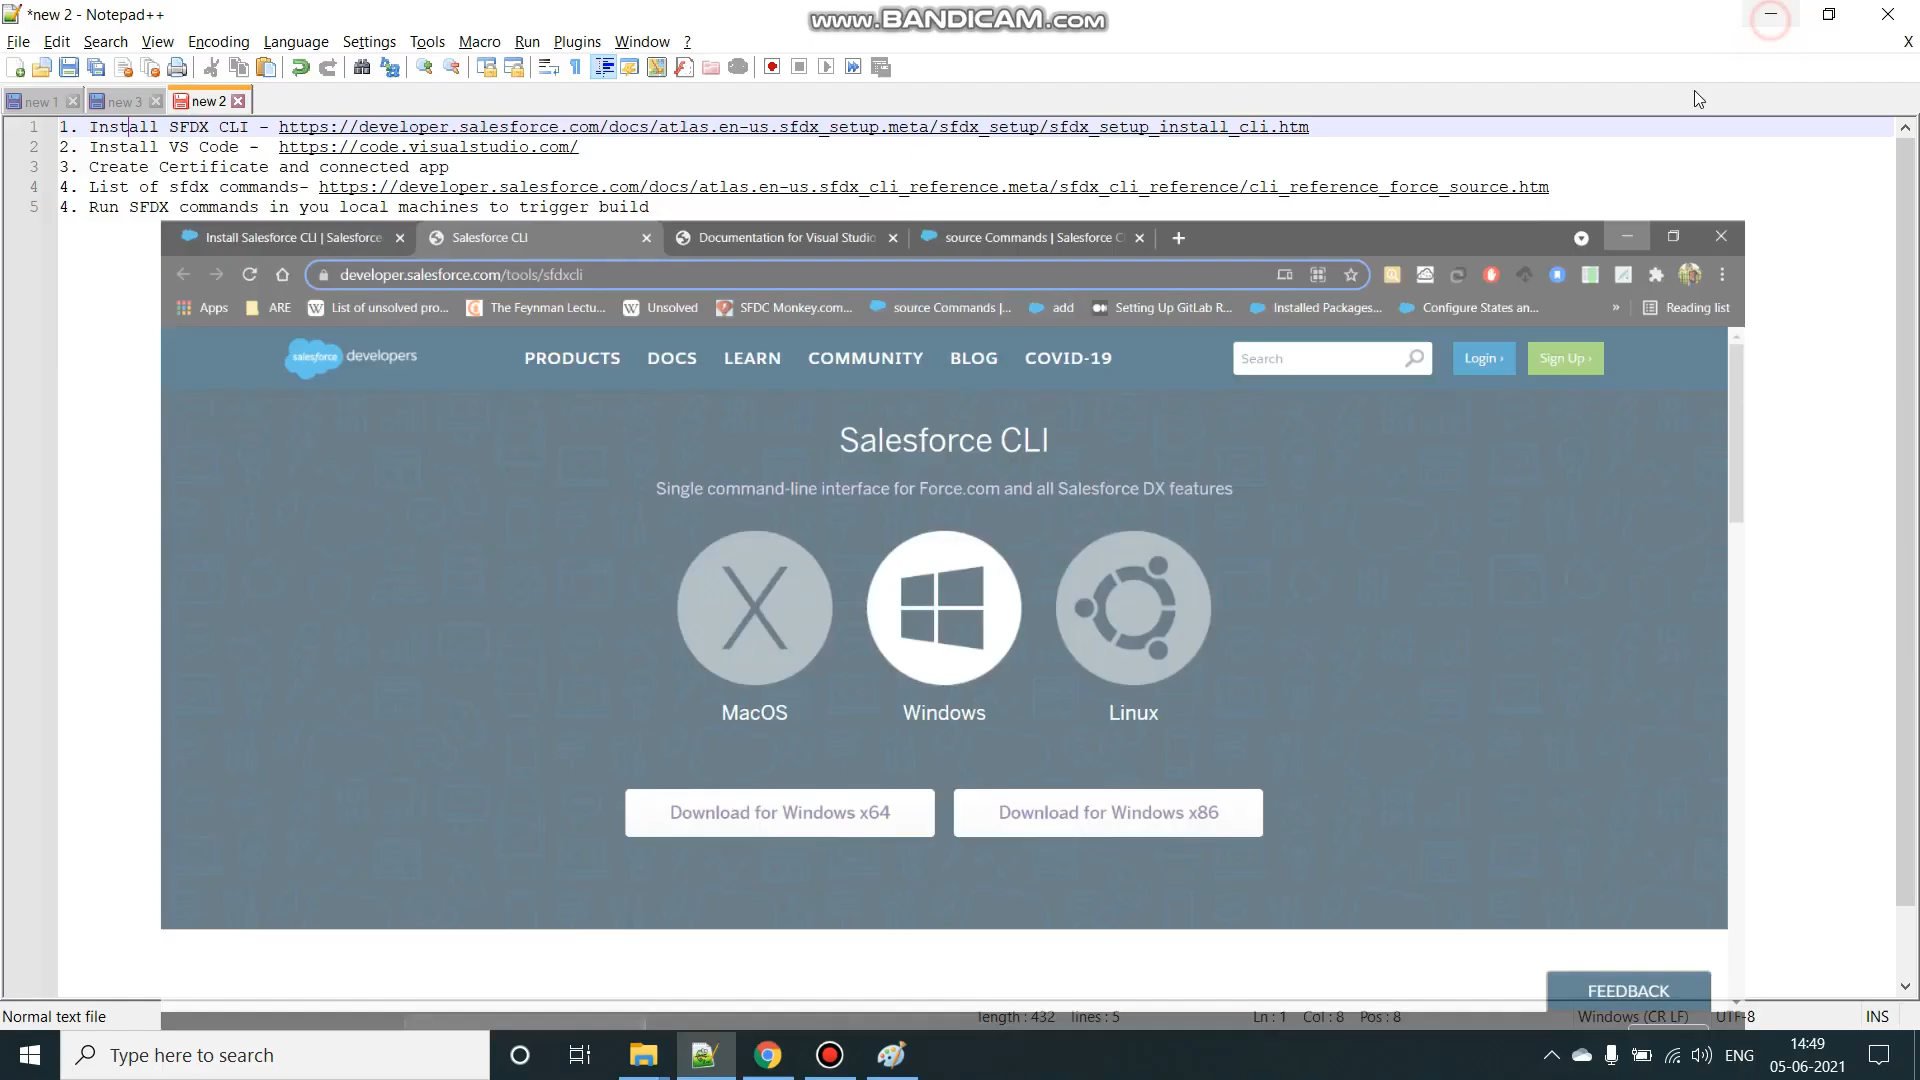 *new 2 - Notepad++
www.BANDICAM.com
File Edit Search View Encoding Language Settings Tools Macro Run Plugins Window ?
X
new 1 new 3 new 2
1 1. Install SFDX CLI - https://developer.salesforce.com/docs/atlas.en-us.sfdx_setup.meta/sfdx_setup/sfdx_setup_install_cli.htm
2 2. Install VS Code - https://code.visualstudio.com/
3 3. Create Certificate and connected app
4 4. List of sfdx commands- https://developer.salesforce.com/docs/atlas.en-us.sfdx_cli_reference.meta/sfdx_cli_reference/cli_reference_force_source.htm
5 4. Run SFDX commands in you local machines to trigger build
Install Salesforce CLI | Salesforce Salesforce CLI Documentation for Visual Studio source Commands | Salesforce C
developer.salesforce.com/tools/sfdxcli
Apps ARE List of unsolved pro... The Feynman Lectu... Unsolved SFDC Monkey.com... source Commands |... add Setting Up GitLab R... Installed Packages... Configure States an... » Reading list
salesforce developers PRODUCTS DOCS LEARN COMMUNITY BLOG COVID-19 Search Login › Sign Up ›
Salesforce CLI
Single command-line interface for Force.com and all Salesforce DX features
MacOS Windows Linux
Download for Windows x64 Download for Windows x86
FEEDBACK
Normal text file length : 432 lines : 5 Ln : 1 Col : 8 Pos : 8 Windows (CR LF) UTF-8 INS
Type here to search ENG 14:49
05-06-2021